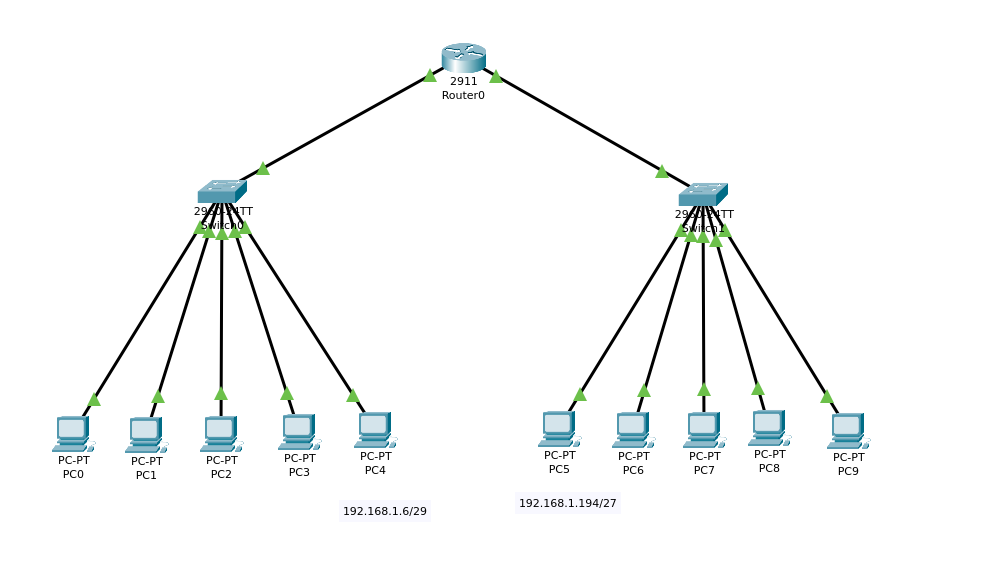 2911
Router0
2960-24TT
Switch0
2960-24TT
Switch1
PC-PT
PC0
PC-PT
PC1
PC-PT
PC2
PC-PT
PC3
PC-PT
PC4
PC-PT
PC5
PC-PT
PC6
PC-PT
PC7
PC-PT
PC8
PC-PT
PC9
192.168.1.6/29
192.168.1.194/27